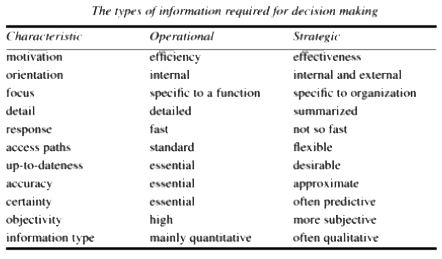 The types of information required for decision making
Characteristic Operational Strategic
motivation efficiency effectiveness
orientation internal internal and external
focus specific to a function specific to organization
detail detailed summarized
response fast not so fast
access paths standard flexible
up-to-dateness essential desirable
accuracy essential approximate
certainty essential often predictive
objectivity high more subjective
information type mainly quantitative often qualitative